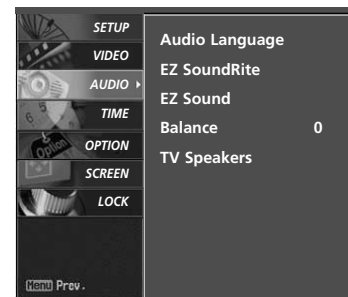 SETUP
VIDEO
AUDIO
TIME
OPTION
SCREEN
LOCK
Menu Prev.
Audio Language
EZ SoundRite
EZ Sound
Balance 0
TV Speakers
Option